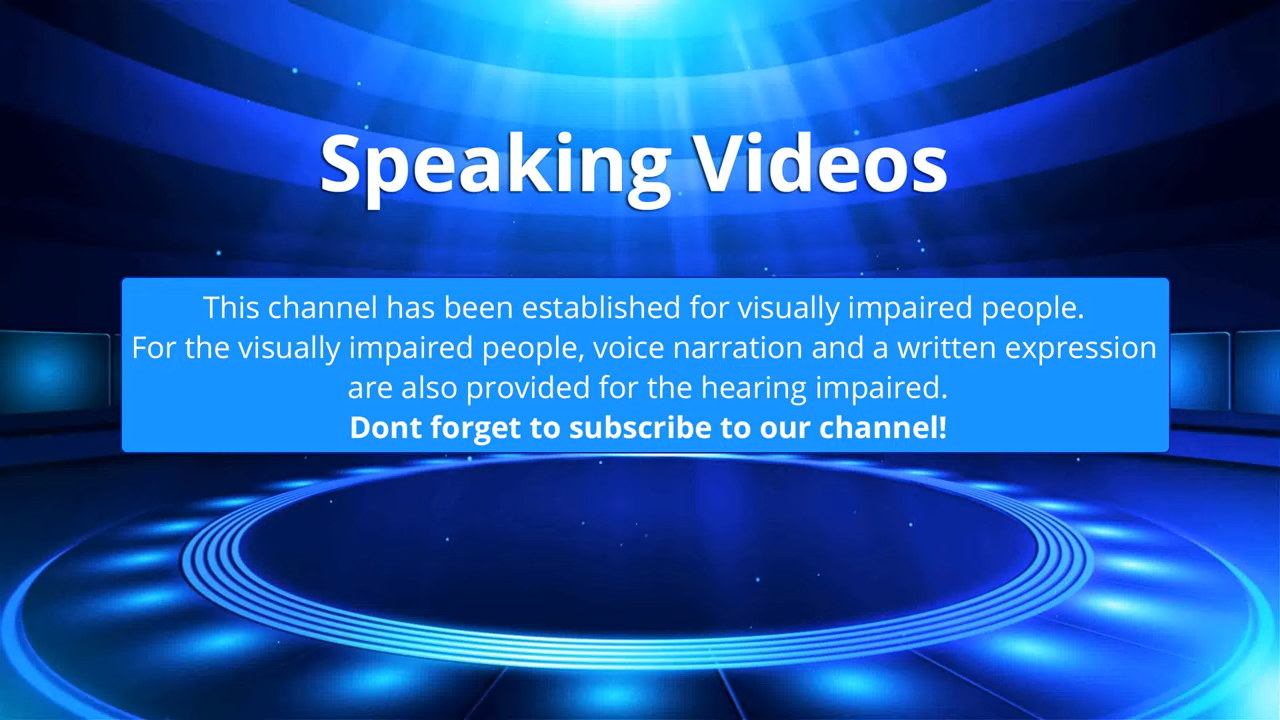 Speaking Videos
This channel has been established for visually impaired people.
For the visually impaired people, voice narration and a written expression
are also provided for the hearing impaired.
Dont forget to subscribe to our channel!